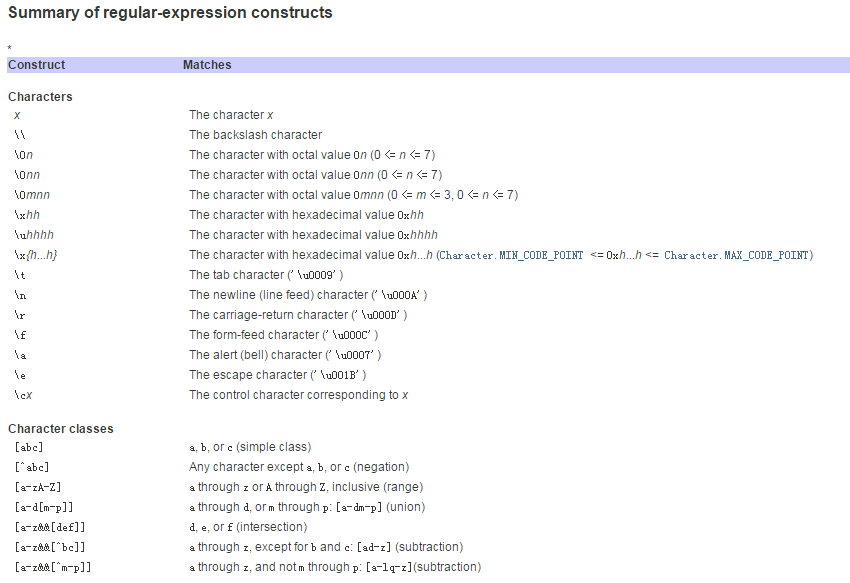 Summary of regular-expression constructs
*
Construct Matches
Characters
x The character x
\\ The backslash character
\0n The character with octal value 0n (0 <= n <= 7)
\0nn The character with octal value 0nn (0 <= n <= 7)
\0mnn The character with octal value 0mnn (0 <= m <= 3, 0 <= n <= 7)
\xhh The character with hexadecimal value 0xhh
\uhhhh The character with hexadecimal value 0xhhhh
\x{h...h} The character with hexadecimal value 0xh...h (Character.MIN_CODE_POINT <= 0xh...h <= Character.MAX_CODE_POINT)
\t The tab character ('\u0009')
\n The newline (line feed) character ('\u000A')
\r The carriage-return character ('\u000D')
\f The form-feed character ('\u000C')
\a The alert (bell) character ('\u0007')
\e The escape character ('\u001B')
\cx The control character corresponding to x
Character classes
[abc] a, b, or c (simple class)
[^abc] Any character except a, b, or c (negation)
[a-zA-Z] a through z or A through Z, inclusive (range)
[a-d[m-p]] a through d, or m through p: [a-dm-p] (union)
[a-z&&[def]] d, e, or f (intersection)
[a-z&&[^bc]] a through z, except for b and c: [ad-z] (subtraction)
[a-z&&[^m-p]] a through z, and not m through p: [a-lq-z](subtraction)